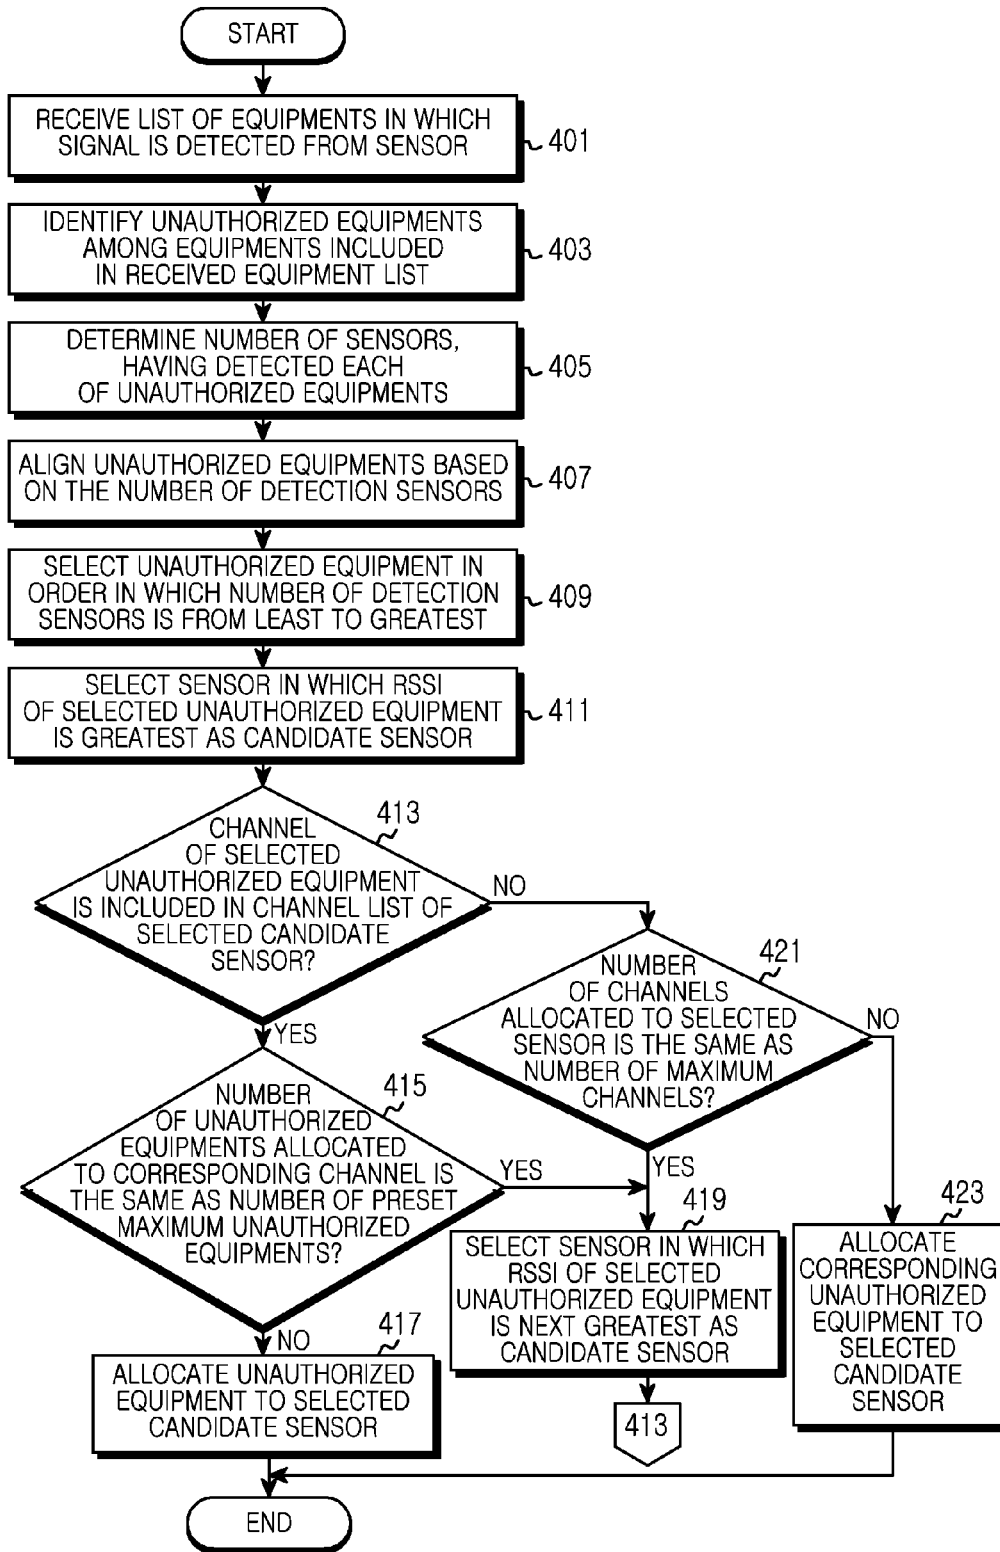 START
RECEIVE LIST OF EQUIPMENTS IN WHICH
SIGNAL IS DETECTED FROM SENSOR
401
IDENTIFY UNAUTHORIZED EQUIPMENTS
AMONG EQUIPMENTS INCLUDED
IN RECEIVED EQUIPMENT LIST
403
DETERMINE NUMBER OF SENSORS,
HAVING DETECTED EACH
OF UNAUTHORIZED EQUIPMENTS
405
ALIGN UNAUTHORIZED EQUIPMENTS BASED
ON THE NUMBER OF DETECTION SENSORS
407
SELECT UNAUTHORIZED EQUIPMENT IN
ORDER IN WHICH NUMBER OF DETECTION
SENSORS IS FROM LEAST TO GREATEST
409
SELECT SENSOR IN WHICH RSSI
OF SELECTED UNAUTHORIZED EQUIPMENT
IS GREATEST AS CANDIDATE SENSOR
411
413
CHANNEL
OF SELECTED
UNAUTHORIZED EQUIPMENT
IS INCLUDED IN CHANNEL LIST OF
SELECTED CANDIDATE
SENSOR?
NO
YES
421
NUMBER
OF CHANNELS
ALLOCATED TO SELECTED
SENSOR IS THE SAME AS
NUMBER OF MAXIMUM
CHANNELS?
NO
YES
415
NUMBER
OF UNAUTHORIZED
EQUIPMENTS ALLOCATED
TO CORRESPONDING CHANNEL IS
THE SAME AS NUMBER OF PRESET
MAXIMUM UNAUTHORIZED
EQUIPMENTS?
YES
NO
419
SELECT SENSOR IN WHICH
RSSI OF SELECTED
UNAUTHORIZED EQUIPMENT
IS NEXT GREATEST AS
CANDIDATE SENSOR
413
423
ALLOCATE
CORRESPONDING
UNAUTHORIZED
EQUIPMENT TO
SELECTED
CANDIDATE
SENSOR
417
ALLOCATE UNAUTHORIZED
EQUIPMENT TO SELECTED
CANDIDATE SENSOR
END